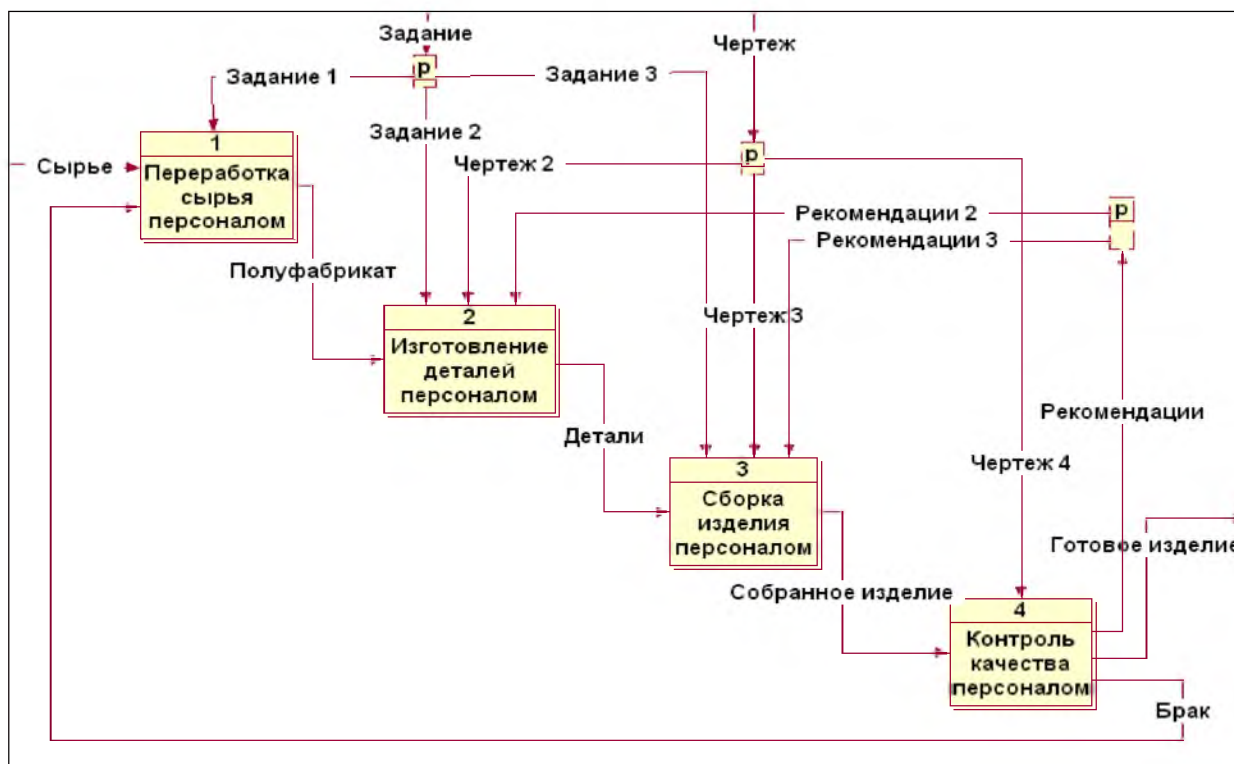 Задание
Чертеж
p
Задание 1
Задание 3
Задание 2
1
Переработка
сырья
персоналом
Сырье
Чертеж 2
p
Рекомендации 2
p
Рекомендации 3
Полуфабрикат
2
Изготовление
деталей
персоналом
Чертеж 3
Рекомендации
Детали
3
Сборка
изделия
персоналом
Чертеж 4
Готовое изделие
Собранное изделие
4
Контроль
качества
персоналом
Брак